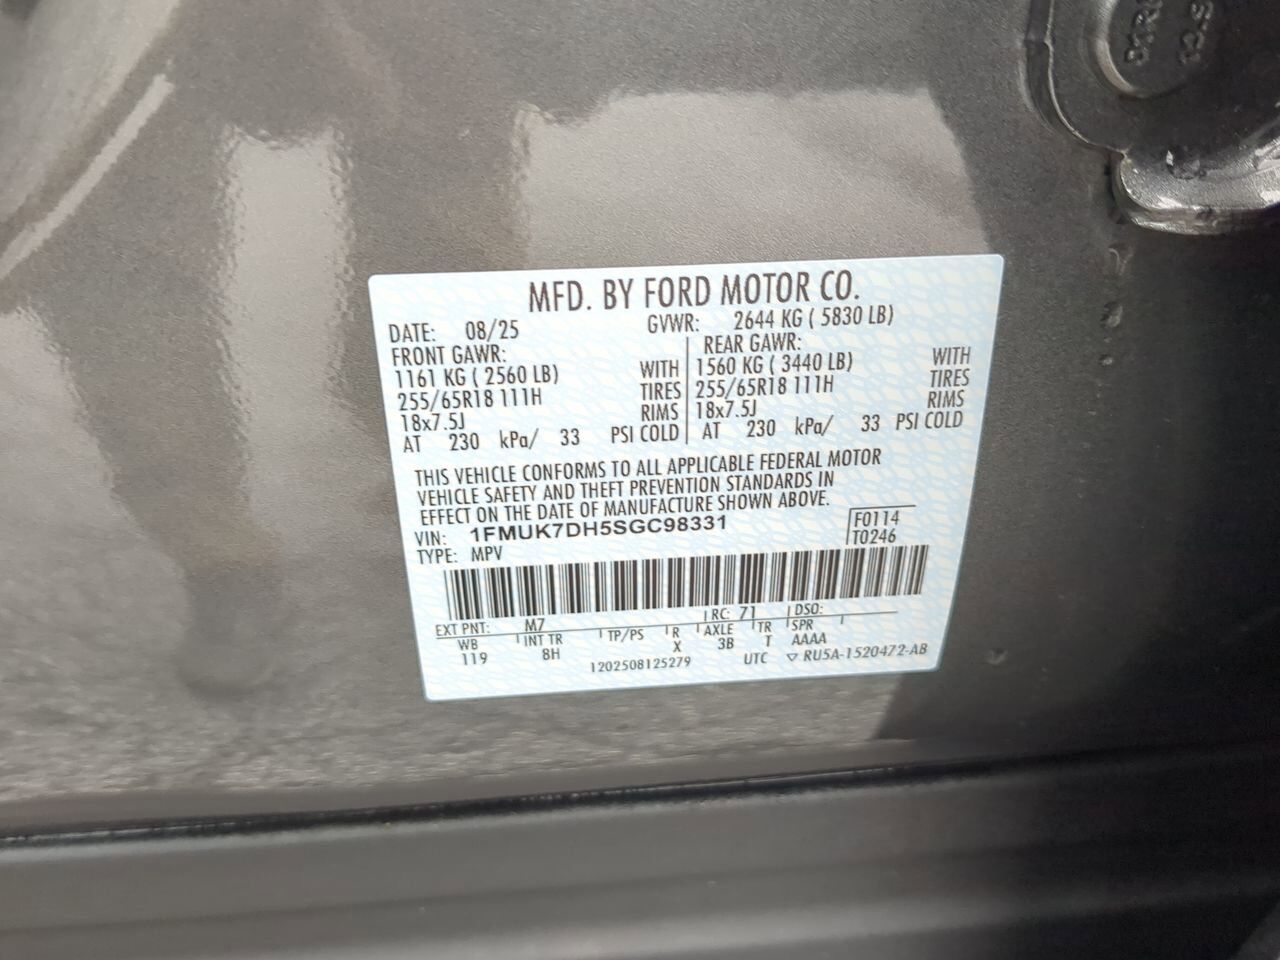 MFD. BY FORD MOTOR CO.
DATE: 08/25 GVWR: 2644 KG ( 5830 LB)
FRONT GAWR: REAR GAWR:
1161 KG ( 2560 LB) WITH 1560 KG ( 3440 LB) WITH
255/65R18 111H TIRES 255/65R18 111H TIRES
18x7.5J RIMS 18x7.5J RIMS
AT 230 kPa/ 33 PSI COLD AT 230 kPa/ 33 PSI COLD
THIS VEHICLE CONFORMS TO ALL APPLICABLE FEDERAL MOTOR
VEHICLE SAFETY AND THEFT PREVENTION STANDARDS IN
EFFECT ON THE DATE OF MANUFACTURE SHOWN ABOVE.
VIN: 1FMUK7DH5SGC98331 F0114
TYPE: MPV T0246
EXT PNT: M7 RC: 71 DSO:
WB INT TR TP/PS R AXLE TR SPR
119 8H X 3B T AAAA
1202508125279 UTC ▽ RU5A-1520472-AB